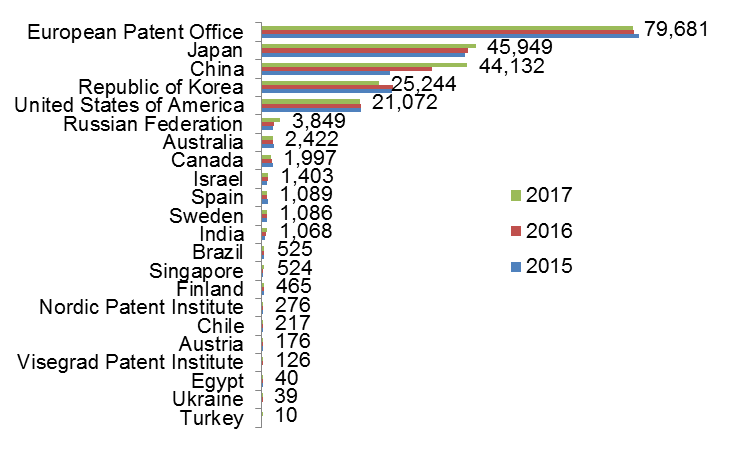 European Patent Office 79,681
Japan 45,949
China 44,132
Republic of Korea 25,244
United States of America 21,072
Russian Federation 3,849
Australia 2,422
Canada 1,997
Israel 1,403
Spain 1,089
Sweden 1,086
India 1,068
Brazil 525
Singapore 524
Finland 465
Nordic Patent Institute 276
Chile 217
Austria 176
Visegrad Patent Institute 126
Egypt 40
Ukraine 39
Turkey 10
2017
2016
2015